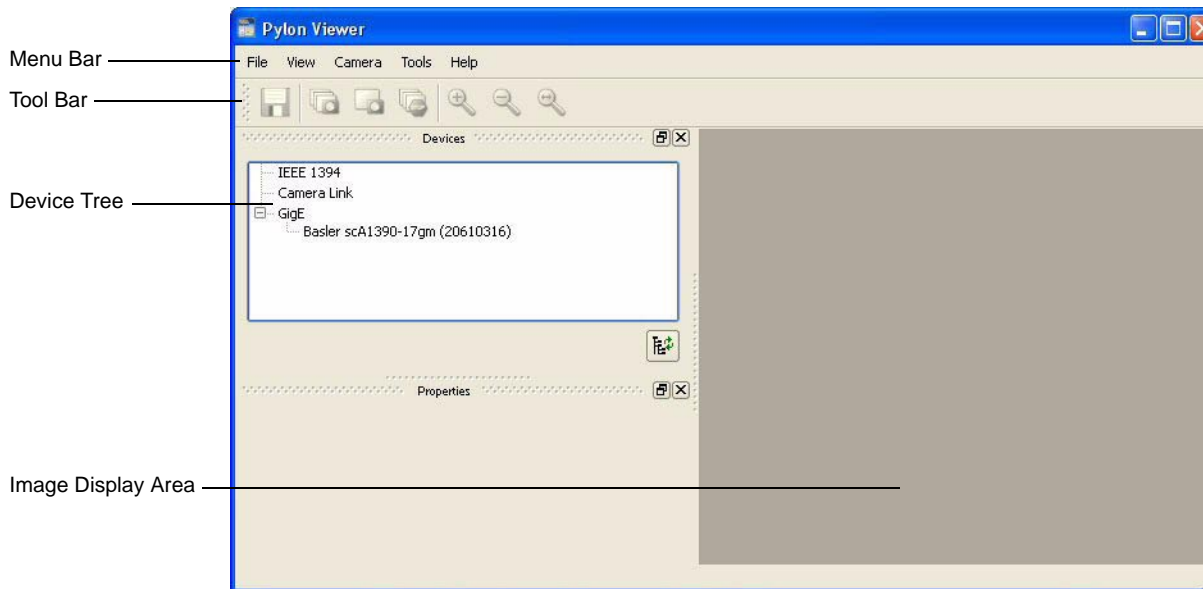 Pylon Viewer
Menu Bar
File View Camera Tools Help
Tool Bar
Devices
IEEE 1394
Camera Link
Device Tree
GigE
Basler scA1390-17gm (20610316)
Properties
Image Display Area